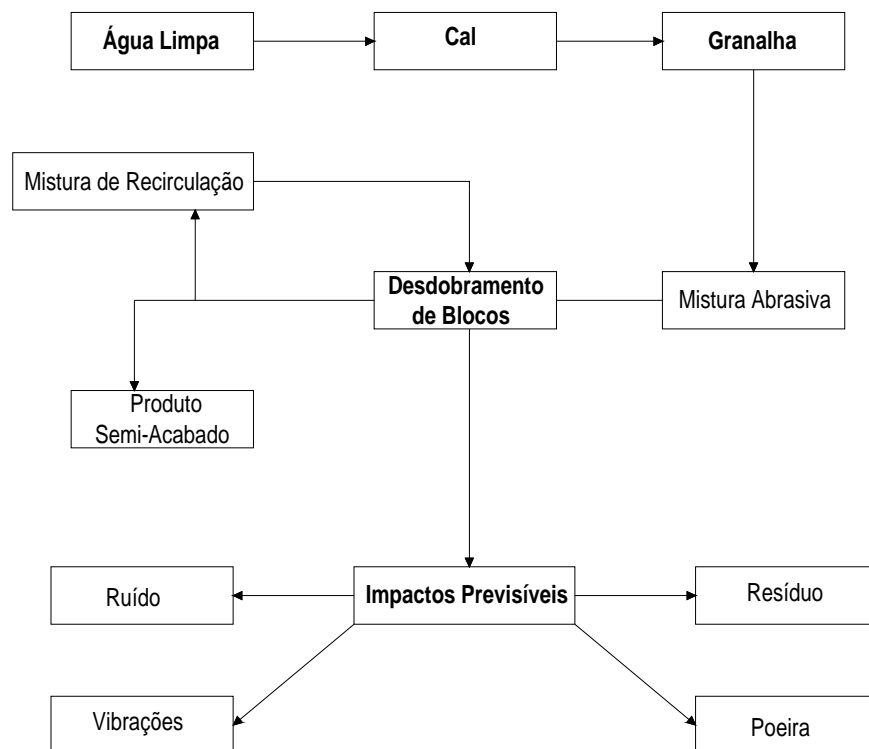 Água Limpa
Cal
Granalha
Mistura de Recirculação
Desdobramento
de Blocos
Mistura Abrasiva
Produto
Semi-Acabado
Ruído
Impactos Previsíveis
Resíduo
Vibrações
Poeira